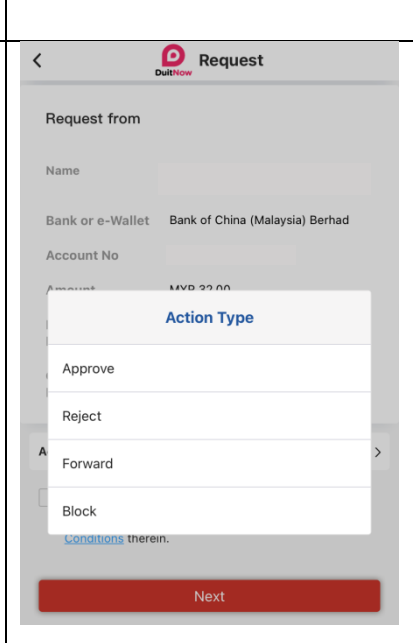 DuitNow
Request
Request from
Name
Bank or e-Wallet Bank of China (Malaysia) Berhad
Account No
Amount MYR 32.00
Action Type
Approve
Reject
Forward
Block
Conditions therein.
Next